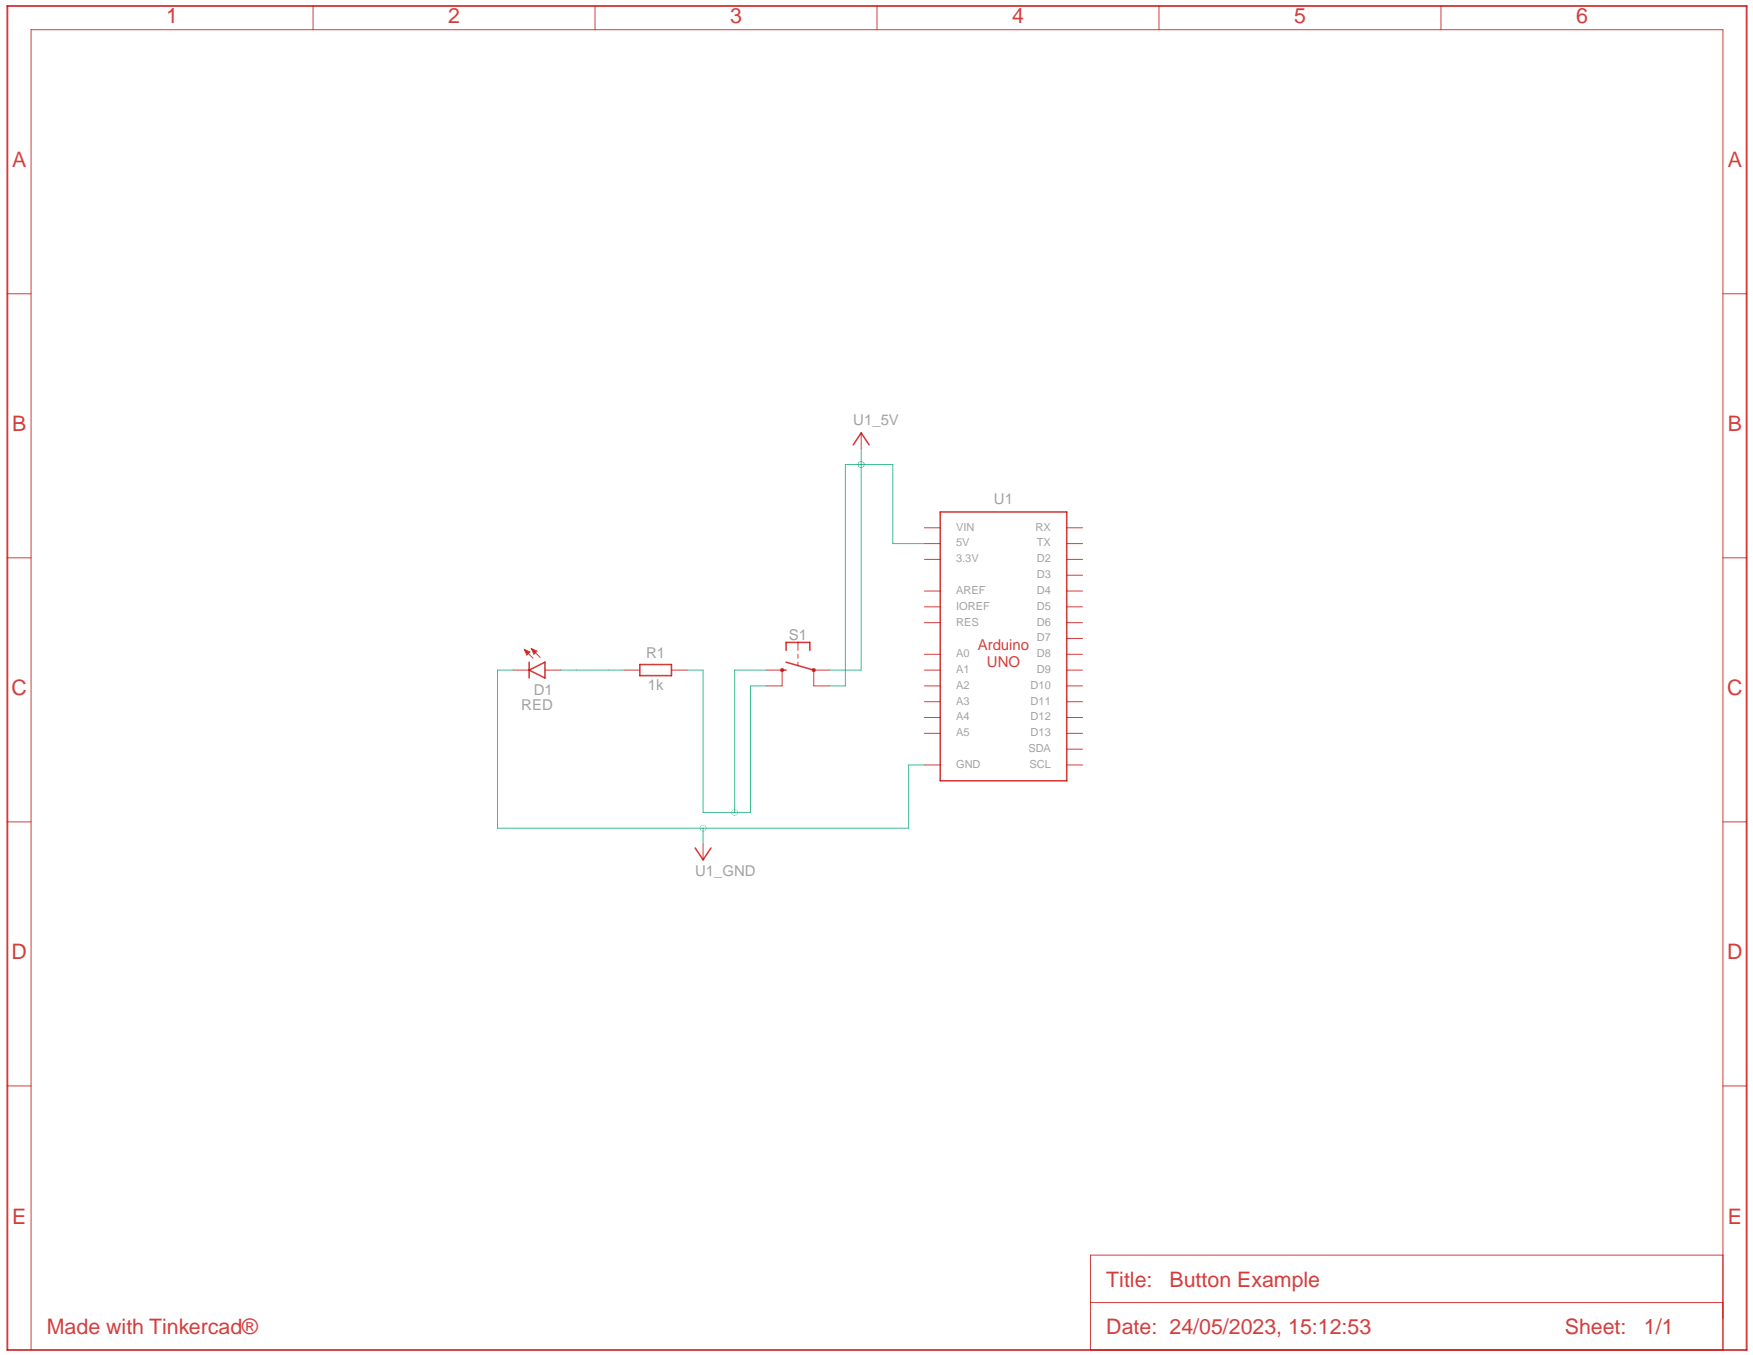 1 2 3 4 5 6
A A
B B
U1_5V
U1
VIN RX
5V TX
3.3V D2
D3
AREF D4
IOREF D5
RES D6
D7
Arduino
UNO
A0 D8
A1 D9
A2 D10
A3 D11
A4 D12
A5 D13
SDA
GND SCL
S1
R1
1k
D1
RED
C C
U1_GND
D D
E E
Title: Button Example
Made with Tinkercad®
Date: 24/05/2023, 15:12:53 Sheet: 1/1